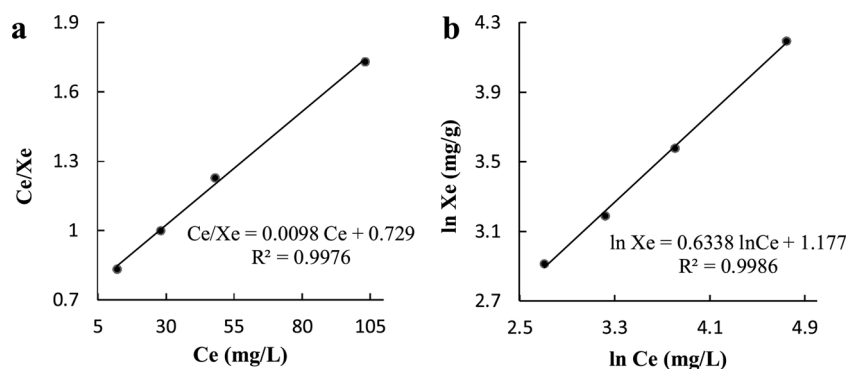 a
1.9
1.6
1.3
1
0.7
Ce/Xe
Ce/Xe = 0.0098 Ce + 0.729
R² = 0.9976
5 30 55 80 105
Ce (mg/L)
b
4.3
3.9
3.5
3.1
2.7
ln Xe (mg/g)
ln Xe = 0.6338 lnCe + 1.177
R² = 0.9986
2.5 3.3 4.1 4.9
ln Ce (mg/L)